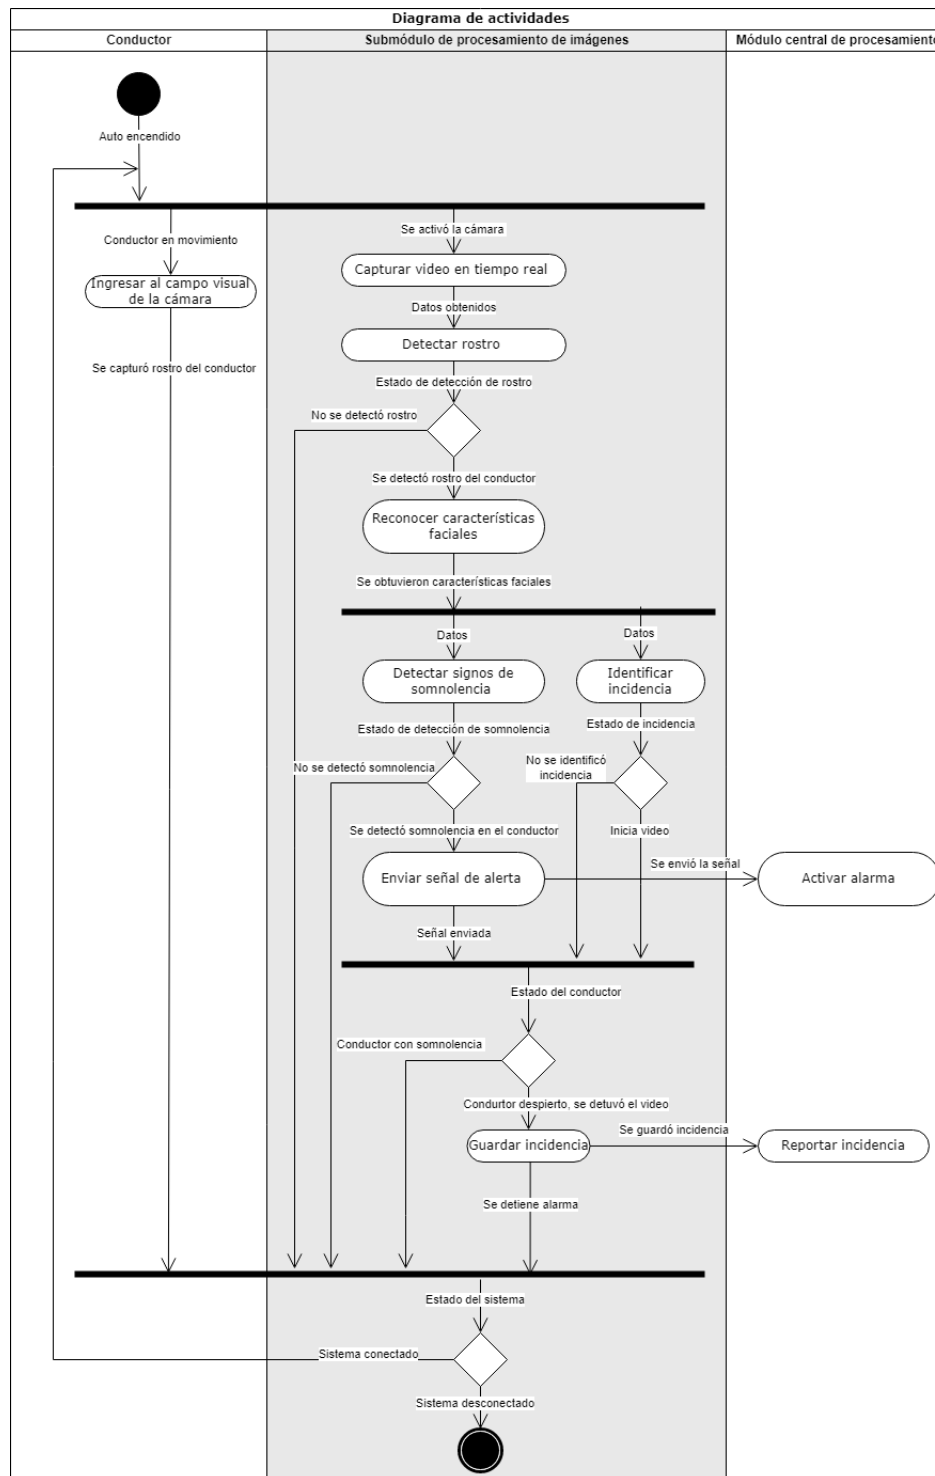 Diagrama de actividades
Conductor
Submódulo de procesamiento de imágenes
Módulo central de procesamiento
Auto encendido
Conductor en movimiento
Se activó la cámara
Ingresar al campo visual
de la cámara
Capturar video en tiempo real
Datos obtenidos
Detectar rostro
Se capturó rostro del conductor
Estado de detección de rostro
No se detectó rostro
Se detectó rostro del conductor
Reconocer características
faciales
Se obtuvieron características faciales
Datos
Datos
Detectar signos de
somnolencia
Identificar
incidencia
Estado de detección de somnolencia
Estado de incidencia
No se detectó somnolencia
No se identificó
incidencia
Se detectó somnolencia en el conductor
Inicia video
Enviar señal de alerta
Se envió la señal
Activar alarma
Señal enviada
Estado del conductor
Conductor con somnolencia
Condurtor despierto, se detuvó el video
Guardar incidencia
Se guardó incidencia
Reportar incidencia
Se detiene alarma
Estado del sistema
Sistema conectado
Sistema desconectado